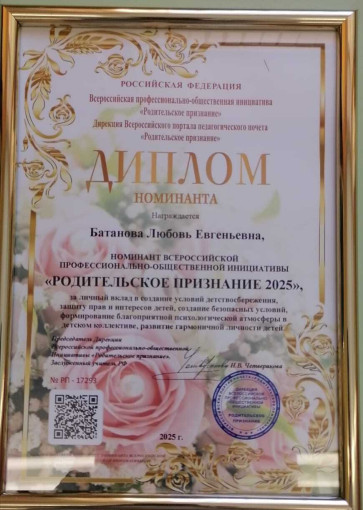 РОССИЙСКАЯ ФЕДЕРАЦИЯ
Всероссийская профессионально-общественная инициатива
«Родительское признание»
Дирекция Всероссийского портала педагогического почета
«Родительское признание»
ДИПЛОМ
НОМИНАНТА
Награждается
Батанова Любовь Евгеньевна,
НОМИНАНТ ВСЕРОССИЙСКОЙ
ПРОФЕССИОНАЛЬНО-ОБЩЕСТВЕННОЙ ИНИЦИАТИВЫ
«РОДИТЕЛЬСКОЕ ПРИЗНАНИЕ 2025»,
за личный вклад в создание условий детствосбережения,
защиту прав и интересов детей, создание безопасных условий,
формирование благоприятной психологической атмосферы в
детском коллективе, развитие гармоничной личности детей
Председатель Дирекции
Всероссийской профессионально-общественной
Инициативы «Родительское признание»,
Заслуженный учитель РФ
И.В. Четверикова
№ РП - 17293
РОДИТЕЛЬСКОЕ
ПРИЗНАНИЕ
2025 г.